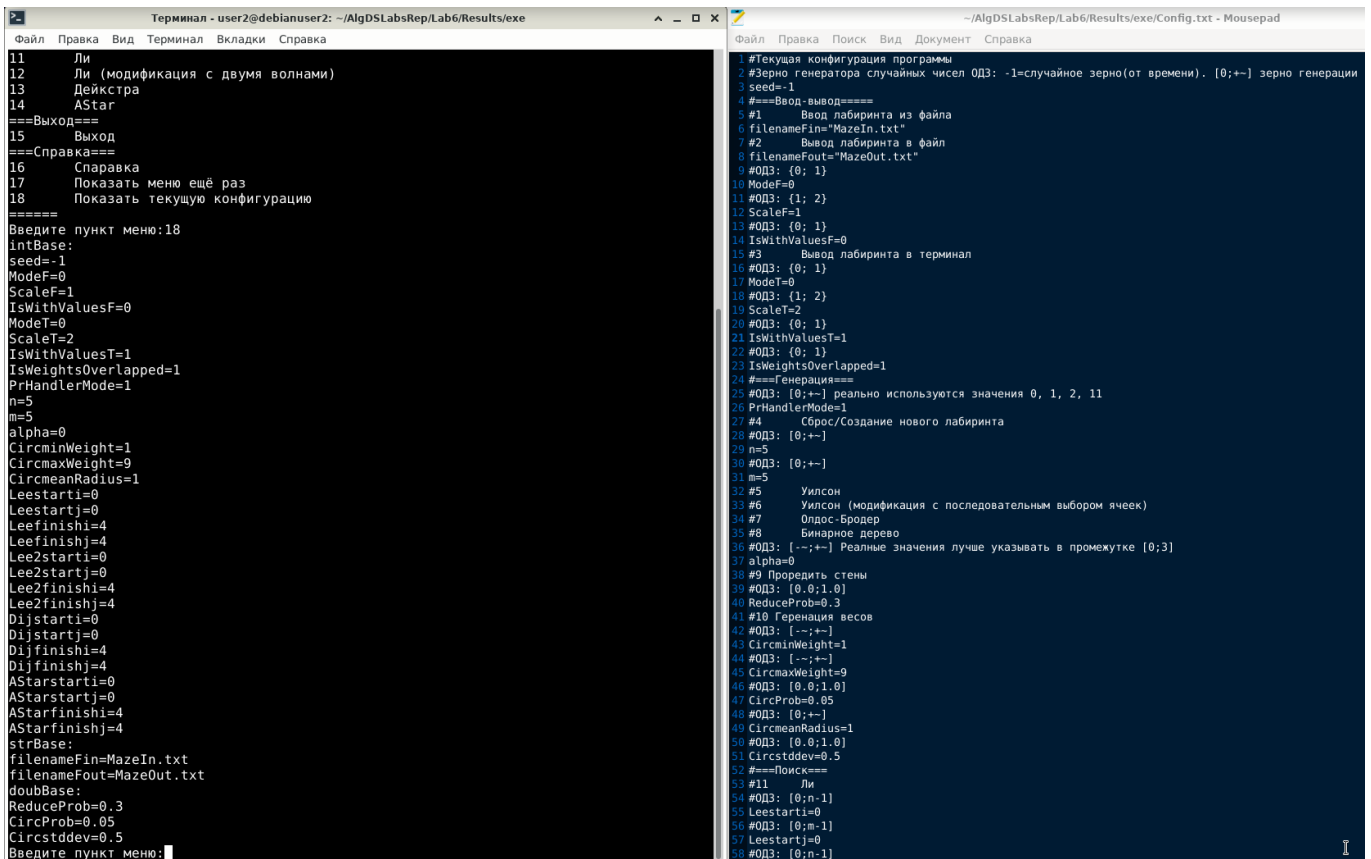 Терминал - user2@debianuser2: ~/AlgDSLabsRep/Lab6/Results/exe
Файл Правка Вид Терминал Вкладки Справка
11 Ли
12 Ли (модификация с двумя волнами)
13 Дейкстра
14 AStar
===Выход===
15 Выход
===Справка===
16 Спаравка
17 Показать меню ещё раз
18 Показать текущую конфигурацию
======
Введите пункт меню:18
intBase:
seed=-1
ModeF=0
ScaleF=1
IsWithValuesF=0
ModeT=0
ScaleT=2
IsWithValuesT=1
IsWeightsOverlapped=1
PrHandlerMode=1
n=5
m=5
alpha=0
CircminWeight=1
CircmaxWeight=9
CircmeanRadius=1
Leestarti=0
Leestartj=0
Leefinishi=4
Leefinishj=4
Lee2starti=0
Lee2startj=0
Lee2finishi=4
Lee2finishj=4
Dijstarti=0
Dijstartj=0
Dijfinishi=4
Dijfinishj=4
AStarstarti=0
AStarstartj=0
AStarfinishi=4
AStarfinishj=4
strBase:
filenameFin=MazeIn.txt
filenameFout=MazeOut.txt
doubBase:
ReduceProb=0.3
CircProb=0.05
Circstddev=0.5
Введите пункт меню:
~/AlgDSLabsRep/Lab6/Results/exe/Config.txt - Mousepad
Файл Правка Поиск Вид Документ Справка
1 #Текущая конфигурация программы
2 #Зерно генератора случайных чисел ОДЗ: -1=случайное зерно(от времени). [0;+~] зерно генерации
3 seed=-1
4 #===Ввод-вывод=====
5 #1 Ввод лабиринта из файла
6 filenameFin="MazeIn.txt"
7 #2 Вывод лабиринта в файл
8 filenameFout="MazeOut.txt"
9 #ОДЗ: {0; 1}
10 ModeF=0
11 #ОДЗ: {1; 2}
12 ScaleF=1
13 #ОДЗ: {0; 1}
14 IsWithValuesF=0
15 #3 Вывод лабиринта в терминал
16 #ОДЗ: {0; 1}
17 ModeT=0
18 #ОДЗ: {1; 2}
19 ScaleT=2
20 #ОДЗ: {0; 1}
21 IsWithValuesT=1
22 #ОДЗ: {0; 1}
23 IsWeightsOverlapped=1
24 #===Генерация===
25 #ОДЗ: [0;+~] реально используются значения 0, 1, 2, 11
26 PrHandlerMode=1
27 #4 Сброс/Создание нового лабиринта
28 #ОДЗ: [0;+~]
29 n=5
30 #ОДЗ: [0;+~]
31 m=5
32 #5 Уилсон
33 #6 Уилсон (модификация с последовательным выбором ячеек)
34 #7 Олдос-Бродер
35 #8 Бинарное дерево
36 #ОДЗ: [-~;+~] Реалные значения лучше указывать в промежутке [0;3]
37 alpha=0
38 #9 Проредить стены
39 #ОДЗ: [0.0;1.0]
40 ReduceProb=0.3
41 #10 Геренация весов
42 #ОДЗ: [-~;+~]
43 CircminWeight=1
44 #ОДЗ: [-~;+~]
45 CircmaxWeight=9
46 #ОДЗ: [0.0;1.0]
47 CircProb=0.05
48 #ОДЗ: [0;+~]
49 CircmeanRadius=1
50 #ОДЗ: [0.0;1.0]
51 Circstddev=0.5
52 #===Поиск===
53 #11 Ли
54 #ОДЗ: [0;n-1]
55 Leestarti=0
56 #ОДЗ: [0;m-1]
57 Leestartj=0
58 #ОДЗ: [0;n-1]